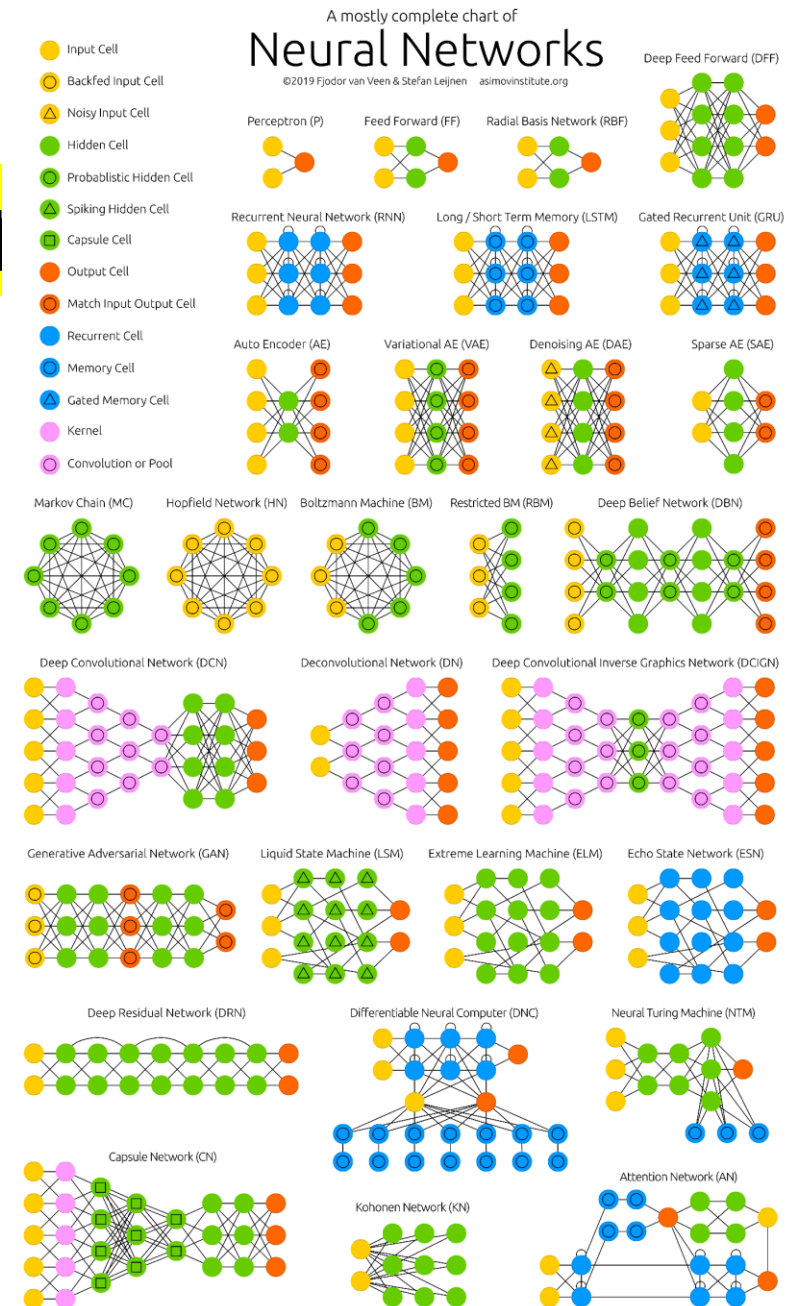 A mostly complete chart of
Neural Networks
©2019 Fjodor van Veen & Stefan Leijnen asimovinstitute.org
Input Cell
Backfed Input Cell
Noisy Input Cell
Hidden Cell
Probablistic Hidden Cell
Spiking Hidden Cell
Capsule Cell
Output Cell
Match Input Output Cell
Recurrent Cell
Memory Cell
Gated Memory Cell
Kernel
Convolution or Pool
Deep Feed Forward (DFF)
Perceptron (P)
Feed Forward (FF)
Radial Basis Network (RBF)
Recurrent Neural Network (RNN)
Long / Short Term Memory (LSTM)
Gated Recurrent Unit (GRU)
Auto Encoder (AE)
Variational AE (VAE)
Denoising AE (DAE)
Sparse AE (SAE)
Markov Chain (MC)
Hopfield Network (HN)
Boltzmann Machine (BM)
Restricted BM (RBM)
Deep Belief Network (DBN)
Deep Convolutional Network (DCN)
Deconvolutional Network (DN)
Deep Convolutional Inverse Graphics Network (DCIGN)
Generative Adversarial Network (GAN)
Liquid State Machine (LSM)
Extreme Learning Machine (ELM)
Echo State Network (ESN)
Deep Residual Network (DRN)
Differentiable Neural Computer (DNC)
Neural Turing Machine (NTM)
Capsule Network (CN)
Kohonen Network (KN)
Attention Network (AN)